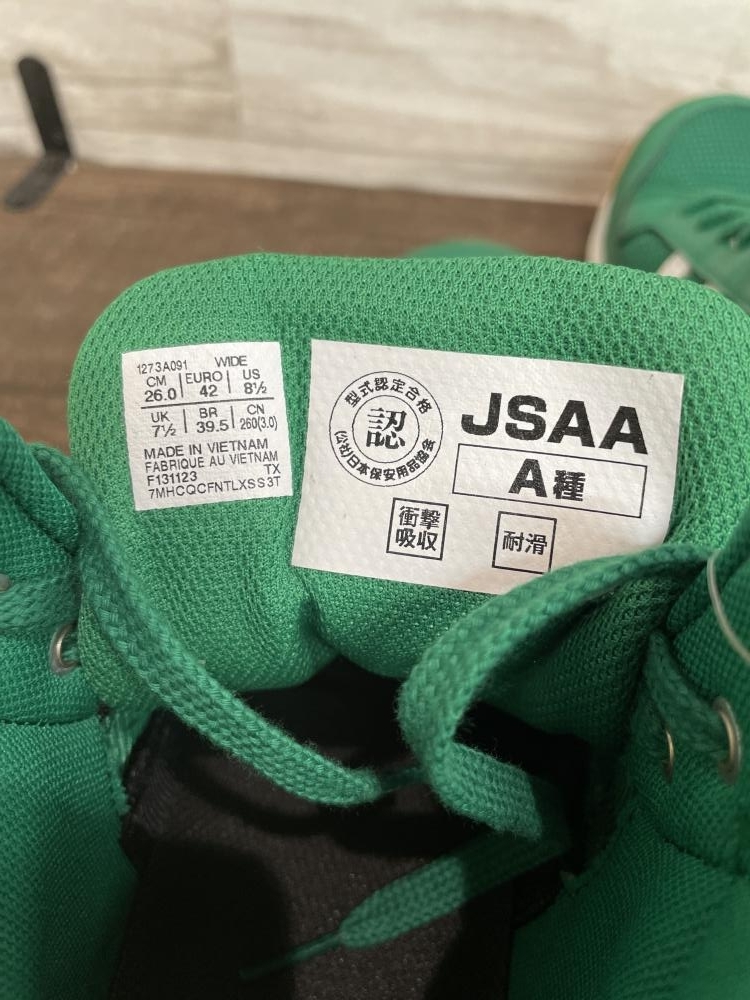 1273A091 WIDE
CM EURO US
26.0 42 8½
UK BR CN
7½ 39.5 260(3.0)
MADE IN VIETNAM
FABRIQUE AU VIETNAM
F131123 TX
7MHCQCFNTLXSS3T
型式認定合格
認
(公社)日本保安用品協会
JSAA
A種
衝撃
吸収
耐滑